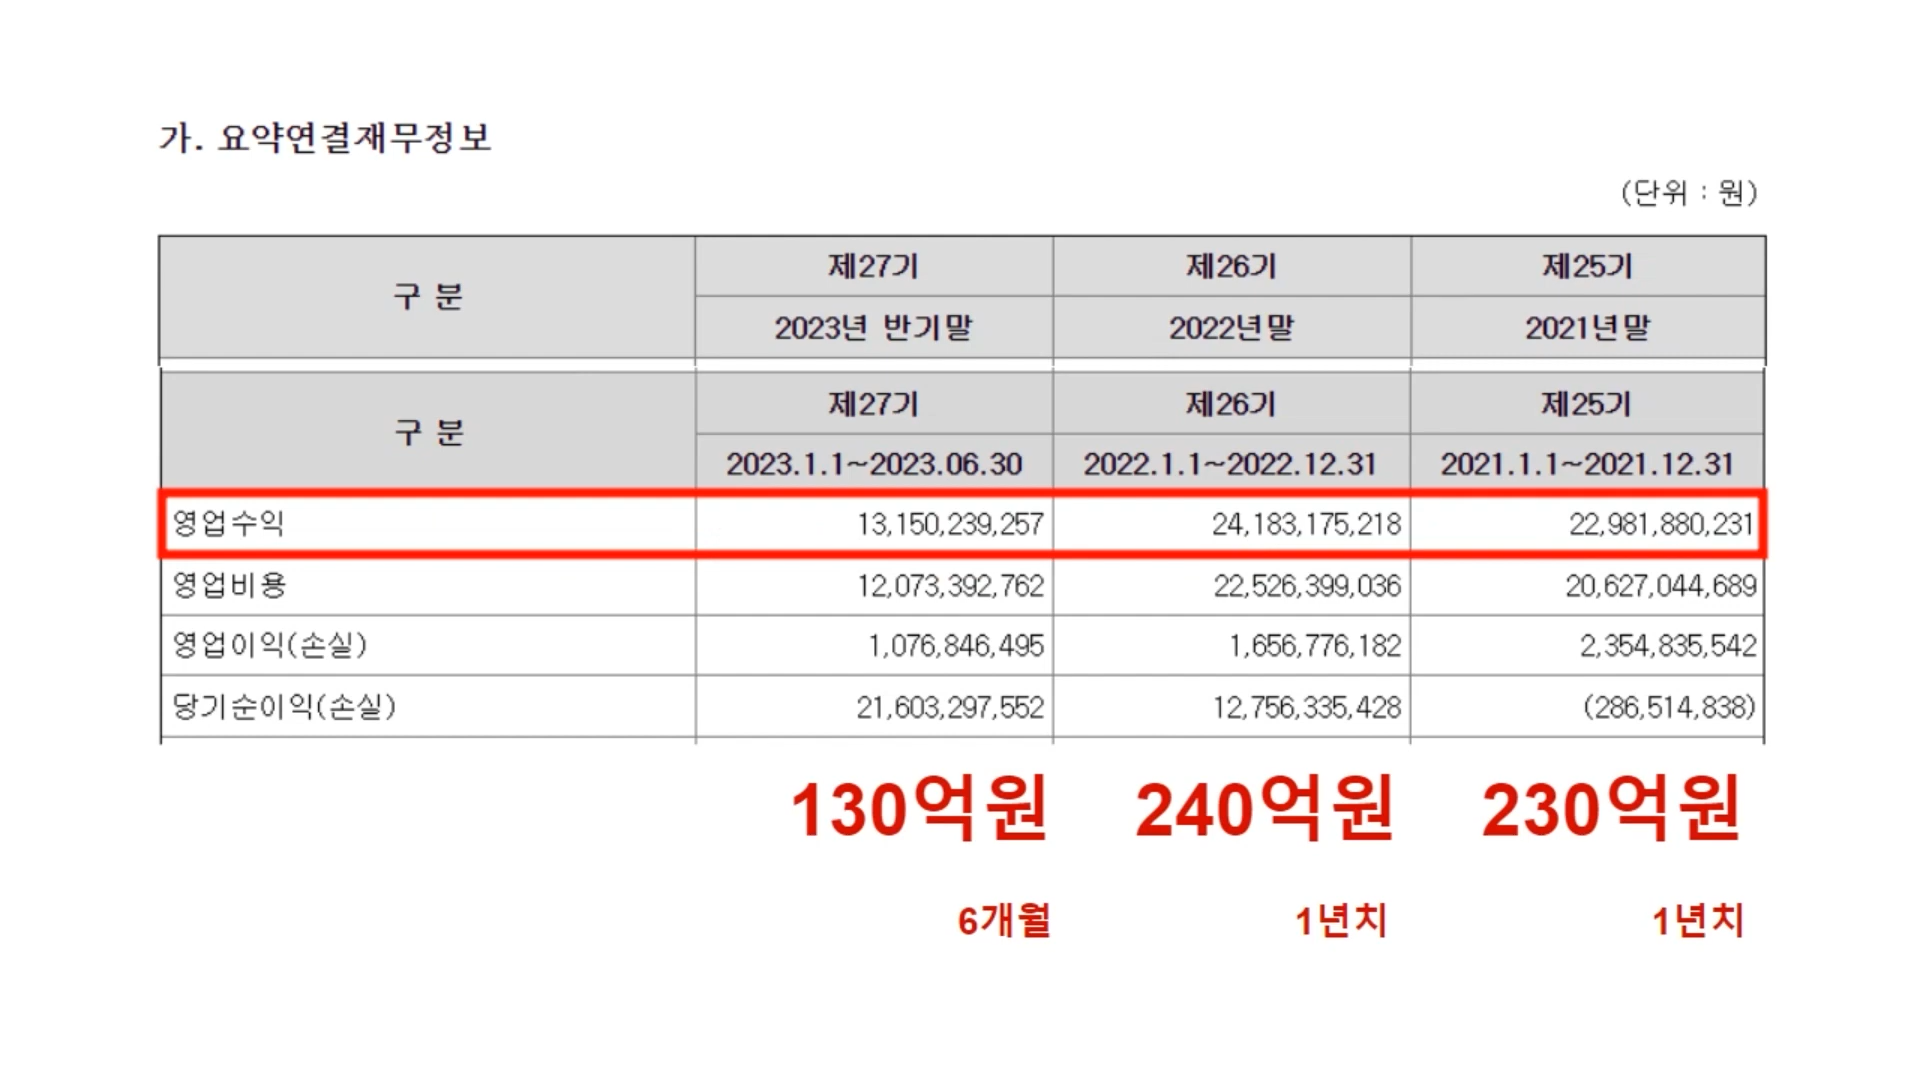 가. 요약연결재무정보
(단위 : 원)
구 분 제27기 제26기 제25기
2023년 반기말 2022년말 2021년말
구 분 제27기 제26기 제25기
2023.1.1~2023.06.30 2022.1.1~2022.12.31 2021.1.1~2021.12.31
영업수익 13,150,239,257 24,183,175,218 22,981,880,231
영업비용 12,073,392,762 22,526,399,036 20,627,044,689
영업이익(손실) 1,076,846,495 1,656,776,182 2,354,835,542
당기순이익(손실) 21,603,297,552 12,756,335,428 (286,514,838)
130억원 240억원 230억원
6개월 1년치 1년치